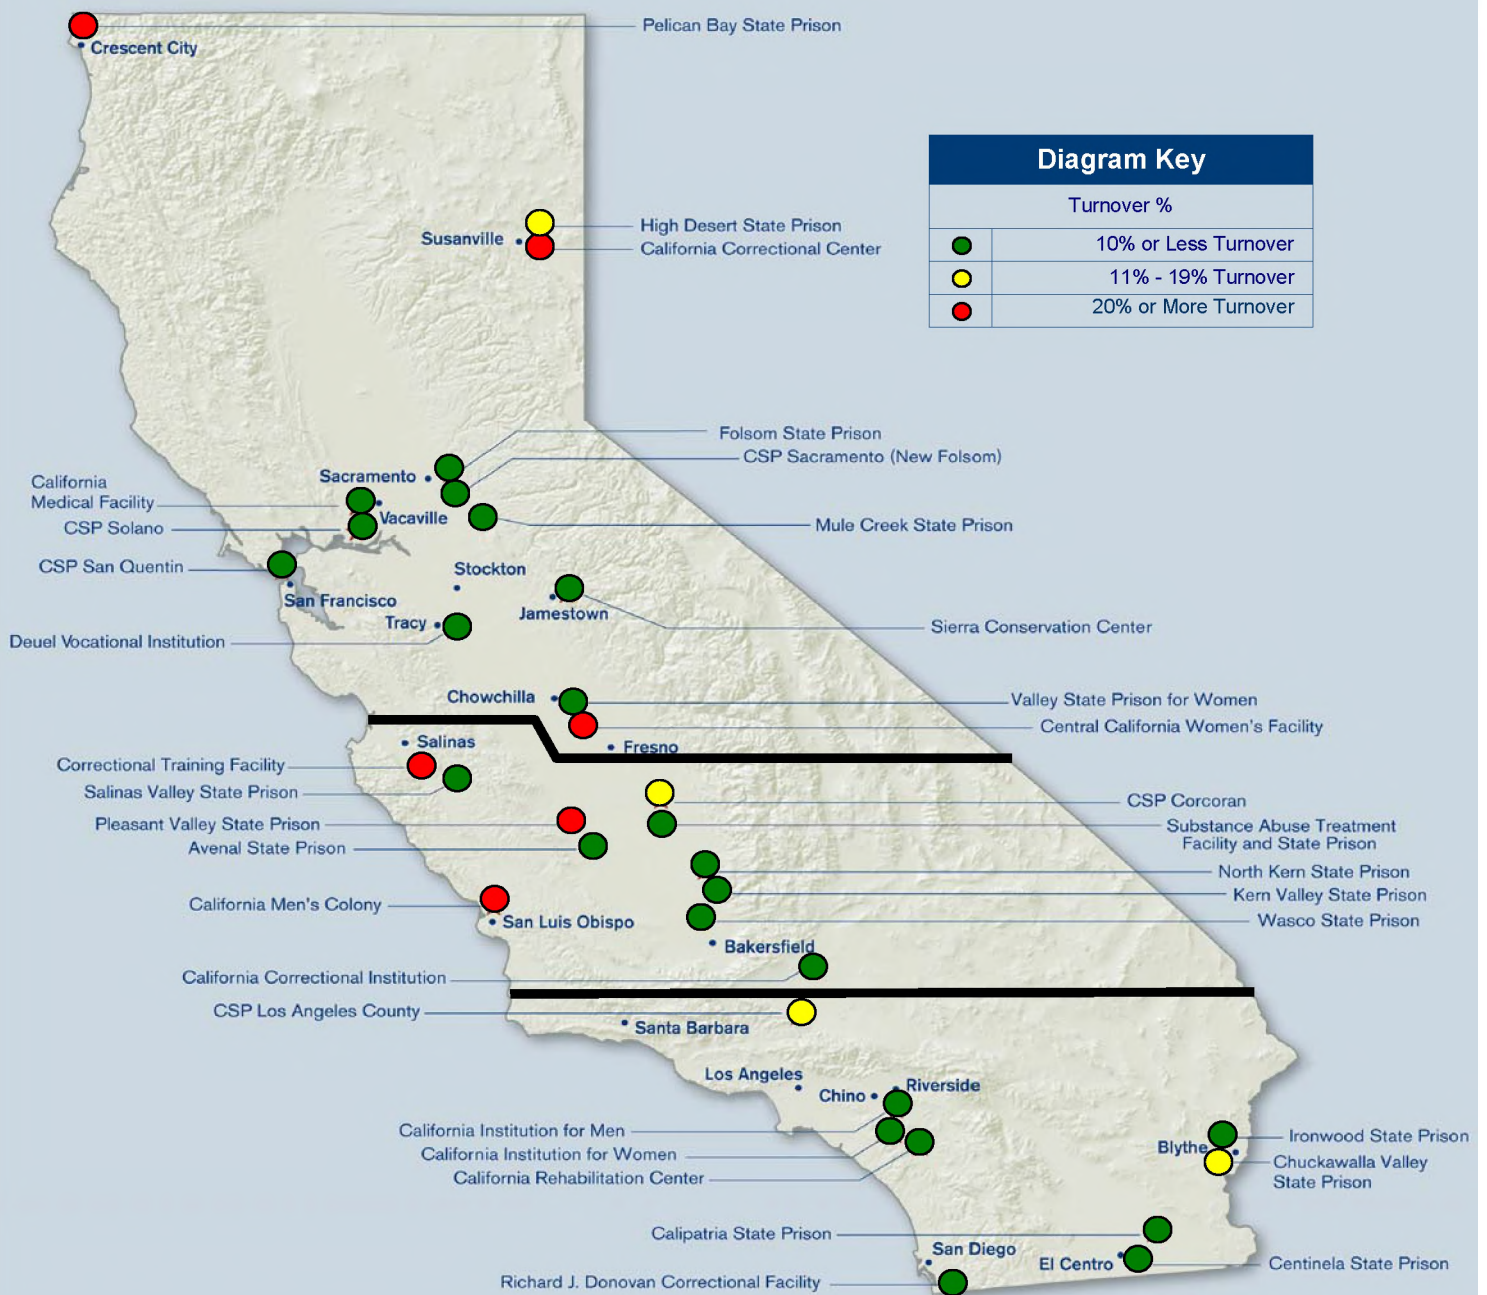 Pelican Bay State Prison
Crescent City
Diagram Key
Turnover %
10% or Less Turnover
11% - 19% Turnover
20% or More Turnover
High Desert State Prison
Susanville
California Correctional Center
Folsom State Prison
CSP Sacramento (New Folsom)
Sacramento
California
Medical Facility
Vacaville
CSP Solano
Mule Creek State Prison
CSP San Quentin
Stockton
San Francisco
Jamestown
Tracy
Sierra Conservation Center
Deuel Vocational Institution
Chowchilla
Valley State Prison for Women
Central California Women's Facility
Salinas
Fresno
Correctional Training Facility
Salinas Valley State Prison
CSP Corcoran
Pleasant Valley State Prison
Substance Abuse Treatment
Facility and State Prison
Avenal State Prison
North Kern State Prison
Kern Valley State Prison
California Men's Colony
San Luis Obispo
Wasco State Prison
Bakersfield
California Correctional Institution
CSP Los Angeles County
Santa Barbara
Los Angeles
Riverside
Chino
California Institution for Men
California Institution for Women
California Rehabilitation Center
Ironwood State Prison
Blythe
Chuckawalla Valley
State Prison
Calipatria State Prison
San Diego
El Centro
Centinela State Prison
Richard J. Donovan Correctional Facility